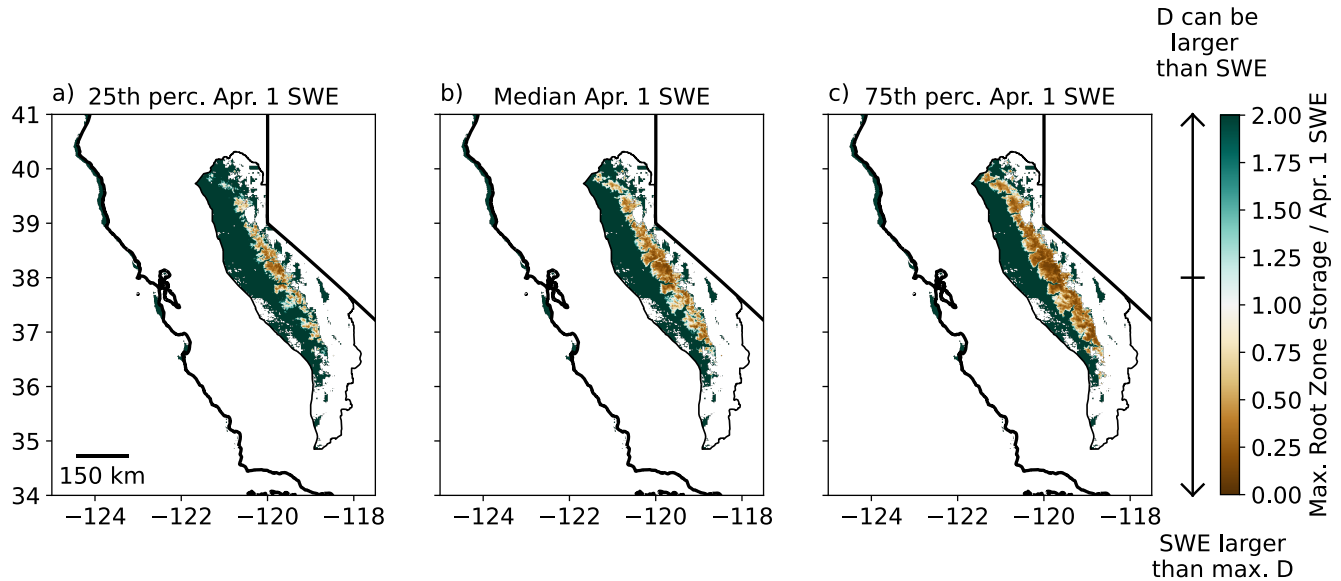 D can be
larger
than SWE
a) 25th perc. Apr. 1 SWE
b) Median Apr. 1 SWE
c) 75th perc. Apr. 1 SWE
41
40
39
38
37
36
35
34
150 km
−124 −122 −120 −118
−124 −122 −120 −118
−124 −122 −120 −118
2.00
1.75
1.50
1.25
1.00
0.75
0.50
0.25
0.00
Max. Root Zone Storage / Apr. 1 SWE
SWE larger
than max. D